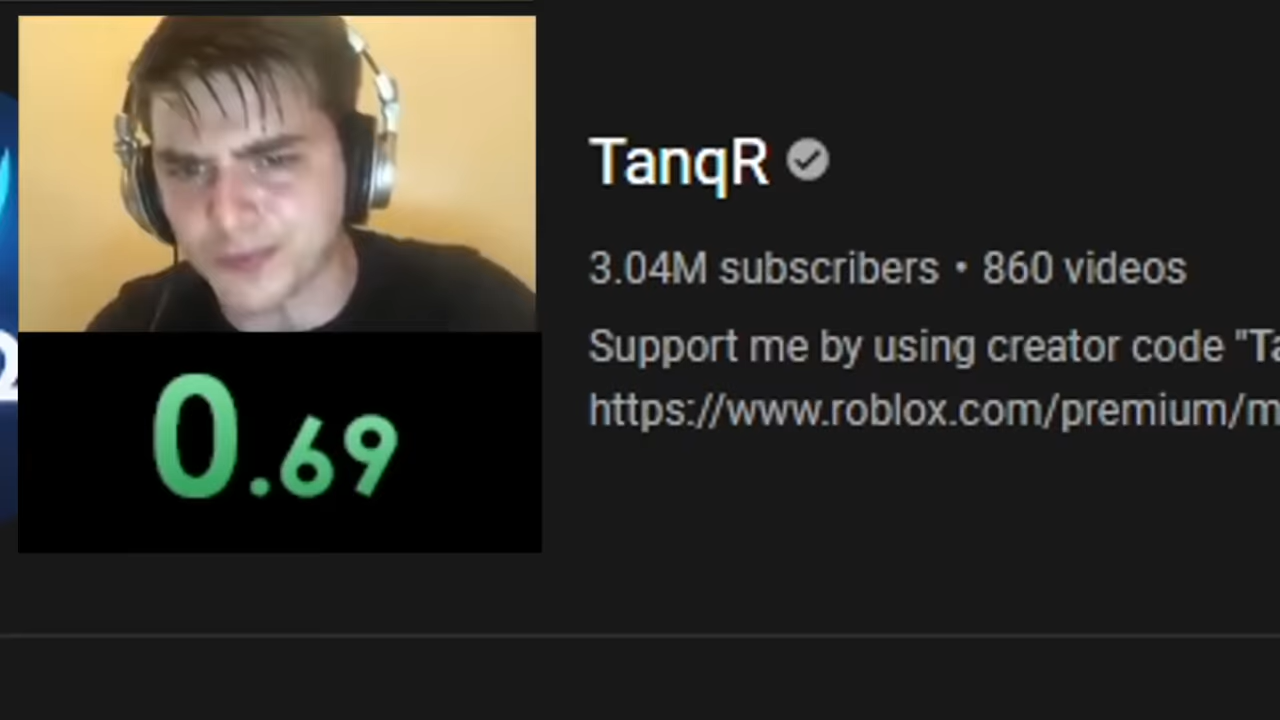 TanqR
3.04M subscribers • 860 videos
Support me by using creator code "Ta
https://www.roblox.com/premium/m
0.69